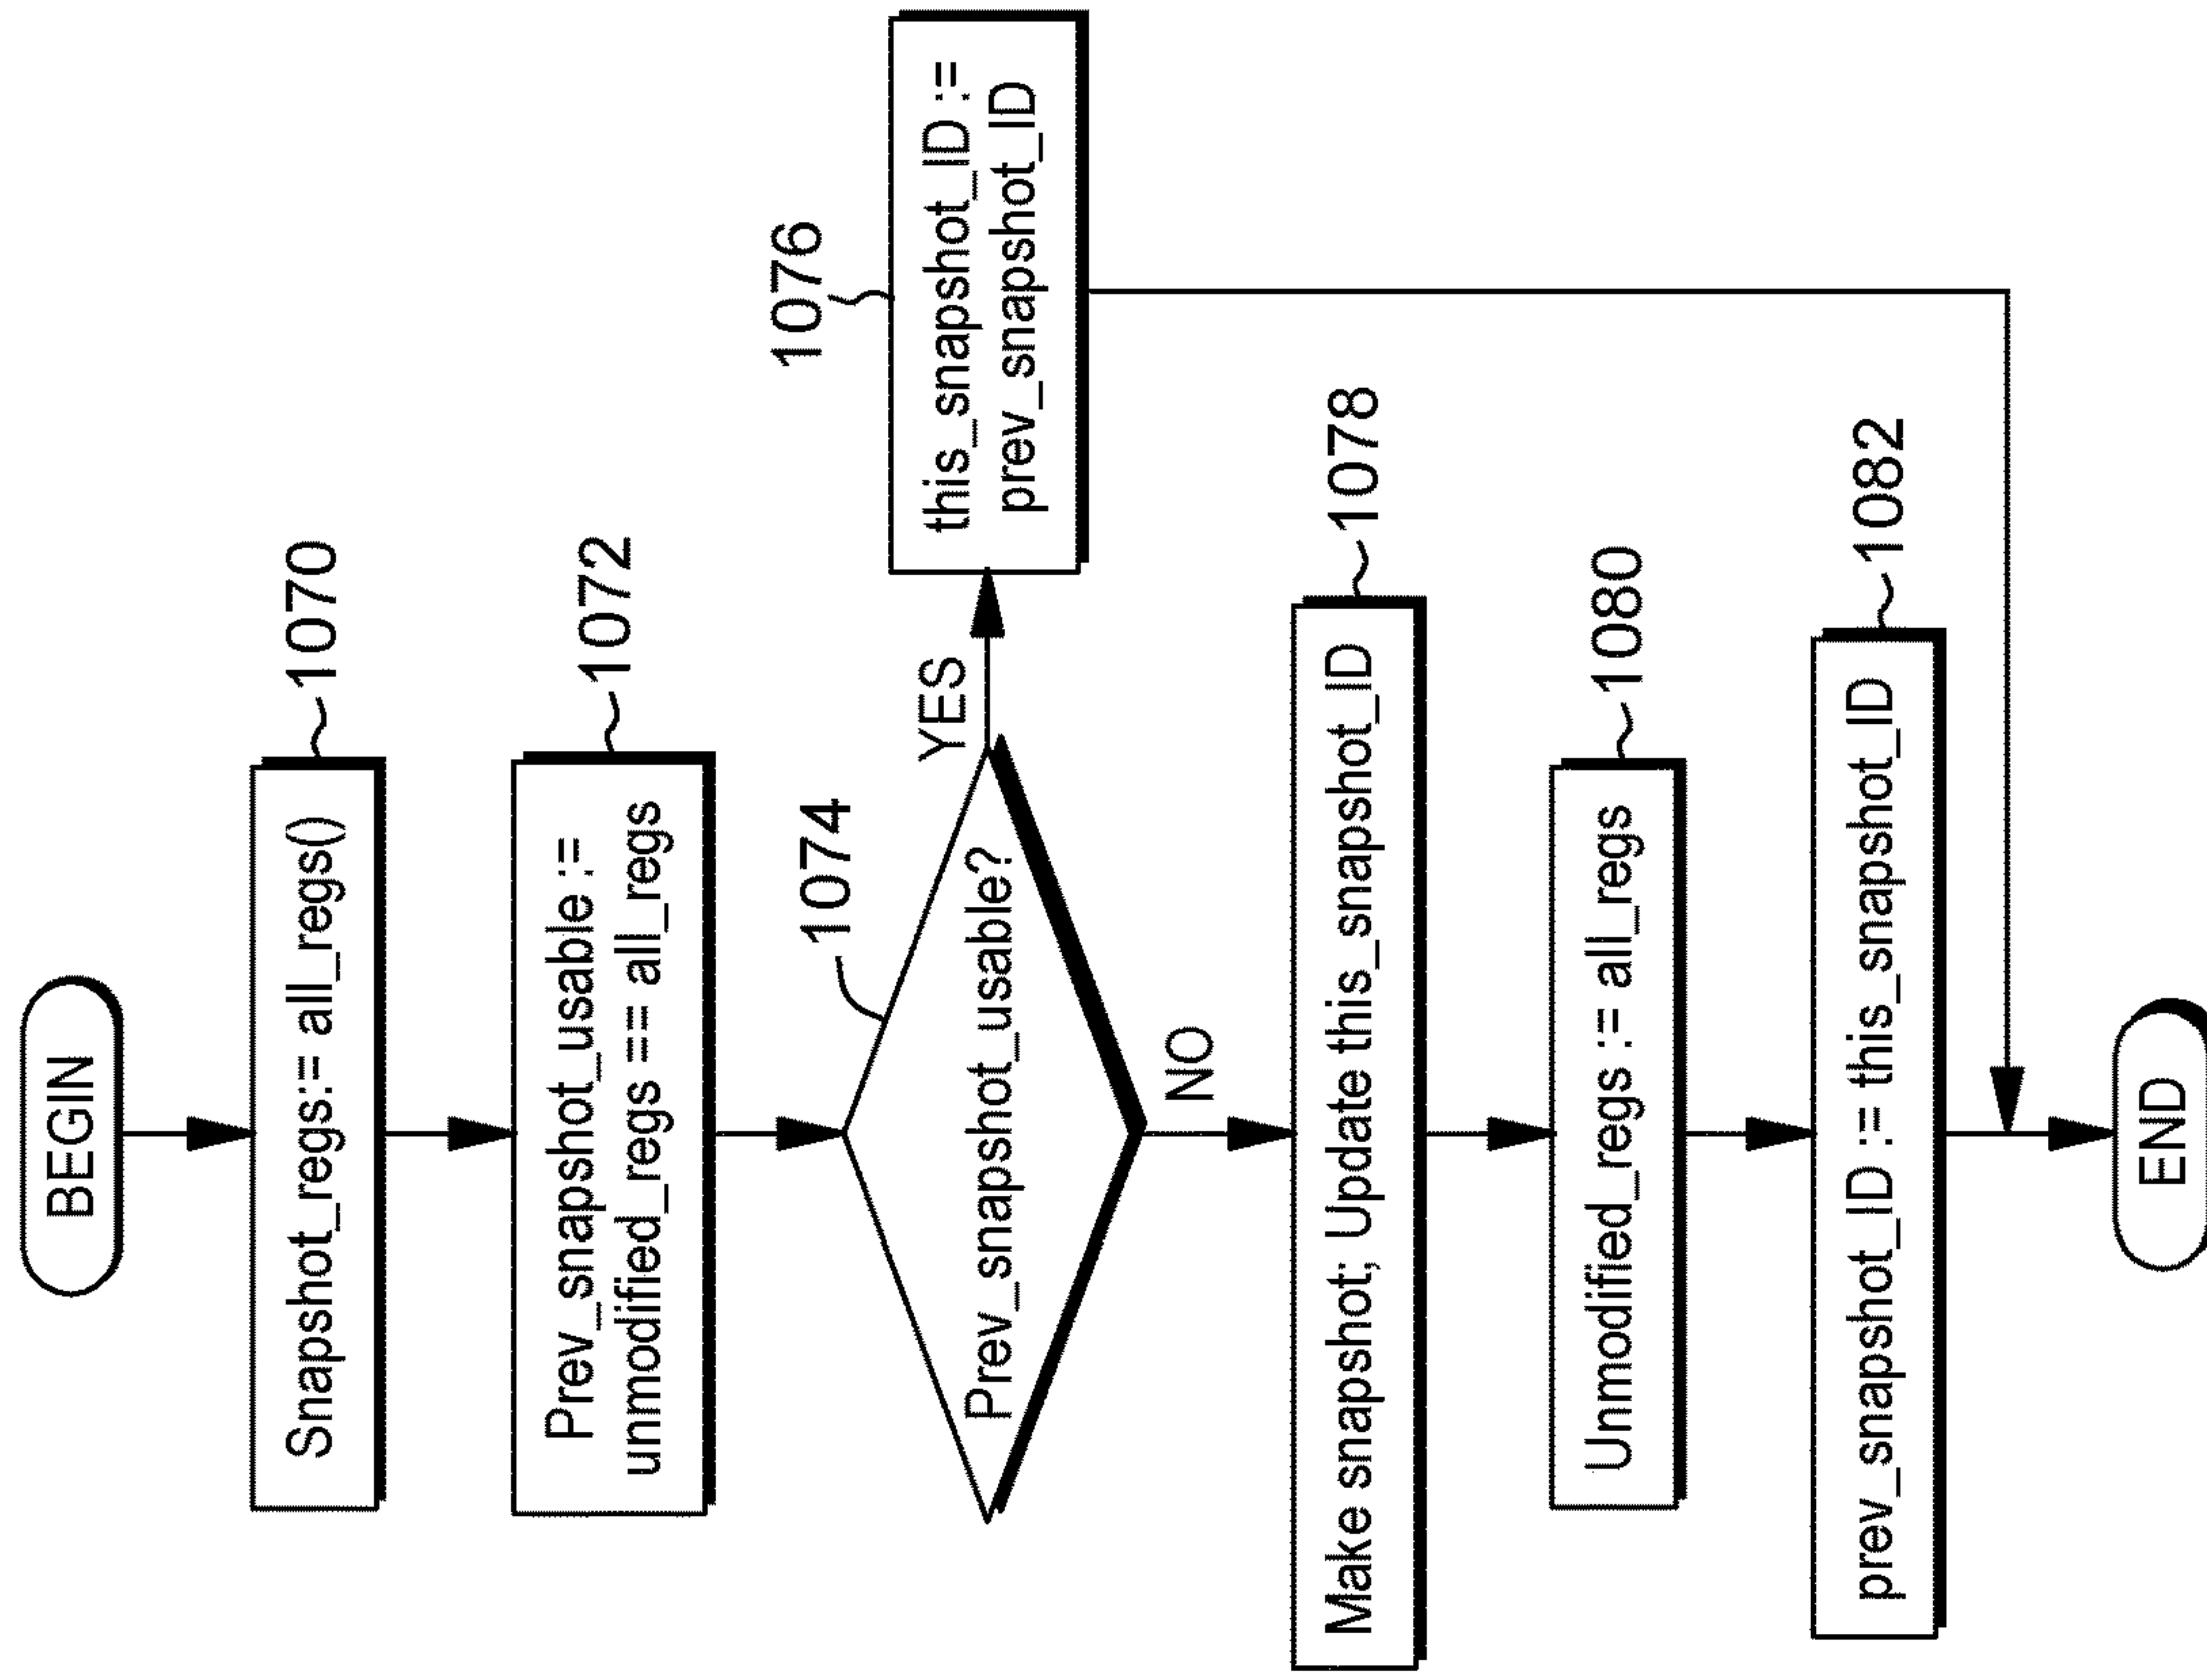 BEGIN
Snapshot_regs:= all_regs()
1070
Prev_snapshot_usable :=
unmodified_regs == all_regs
1072
1074
Prev_snapshot_usable?
YES
1076
this_snapshot_ID :=
prev_snapshot_ID
NO
Make snapshot; Update this_snapshot_ID
1078
Unmodified_regs := all_regs
1080
prev_snapshot_ID := this_snapshot_ID
1082
END